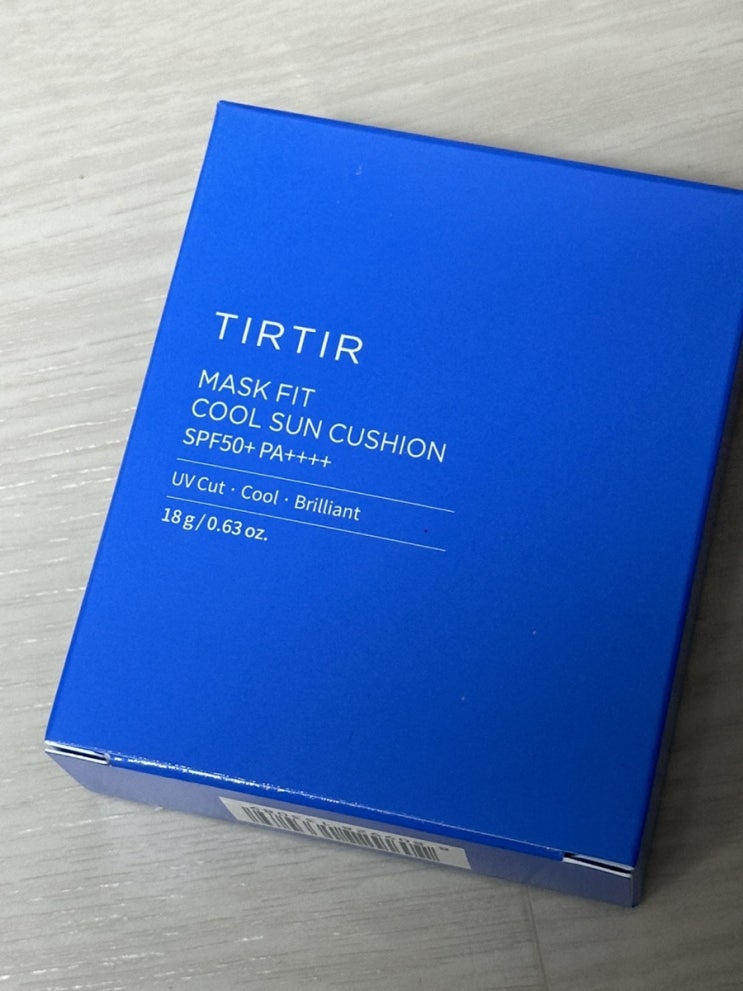 TIRTIR
MASK FIT
COOL SUN CUSHION
SPF50+ PA++++
UV Cut · Cool · Brilliant
18 g / 0.63 oz.